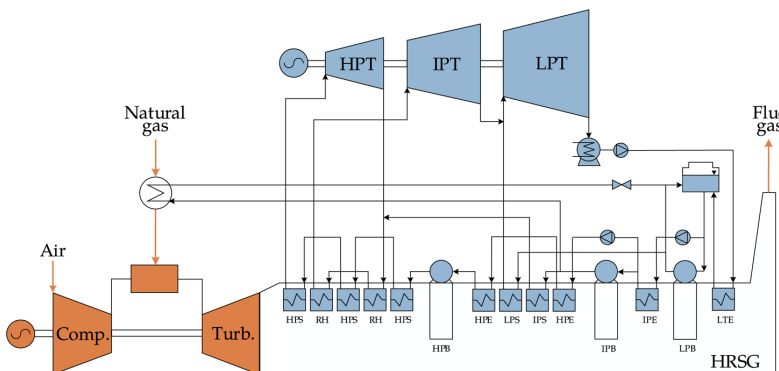 HPT
IPT
LPT
Natural
gas
Flu
gas
Air
Comp.
Turb.
HPS
RH
HPS
RH
HPS
HPB
HPE
LPS
IPS
HPE
IPB
IPE
LPB
LTE
HRSG